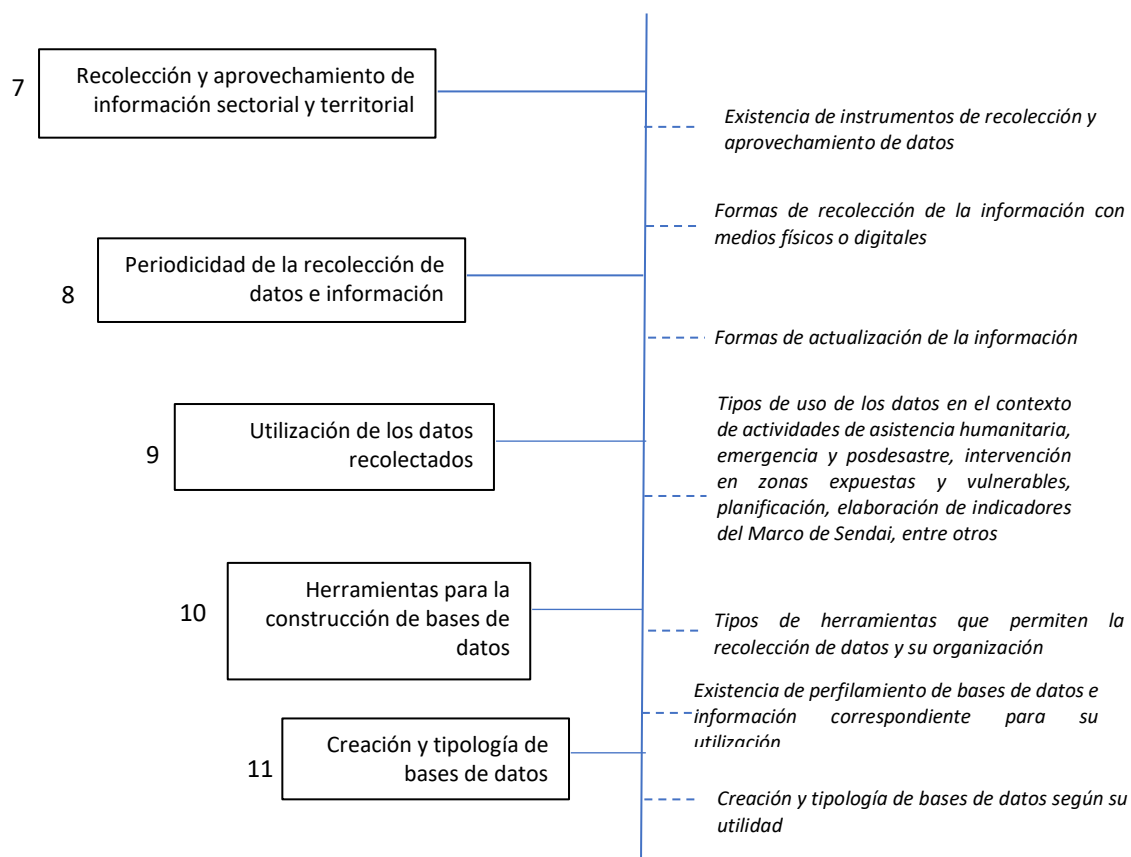 7
Recolección y aprovechamiento de
información sectorial y territorial
Existencia de instrumentos de recolección y
aprovechamiento de datos
Formas de recolección de la información con
medios físicos o digitales
8
Periodicidad de la recolección de
datos e información
Formas de actualización de la información
9
Utilización de los datos
recolectados
Tipos de uso de los datos en el contexto
de actividades de asistencia humanitaria,
emergencia y posdesastre, intervención
en zonas expuestas y vulnerables,
planificación, elaboración de indicadores
del Marco de Sendai, entre otros
10
Herramientas para la
construcción de bases de
datos
Tipos de herramientas que permiten la
recolección de datos y su organización
Existencia de perfilamiento de bases de datos e
información correspondiente para su
utilización
11
Creación y tipología de
bases de datos
Creación y tipología de bases de datos según su
utilidad